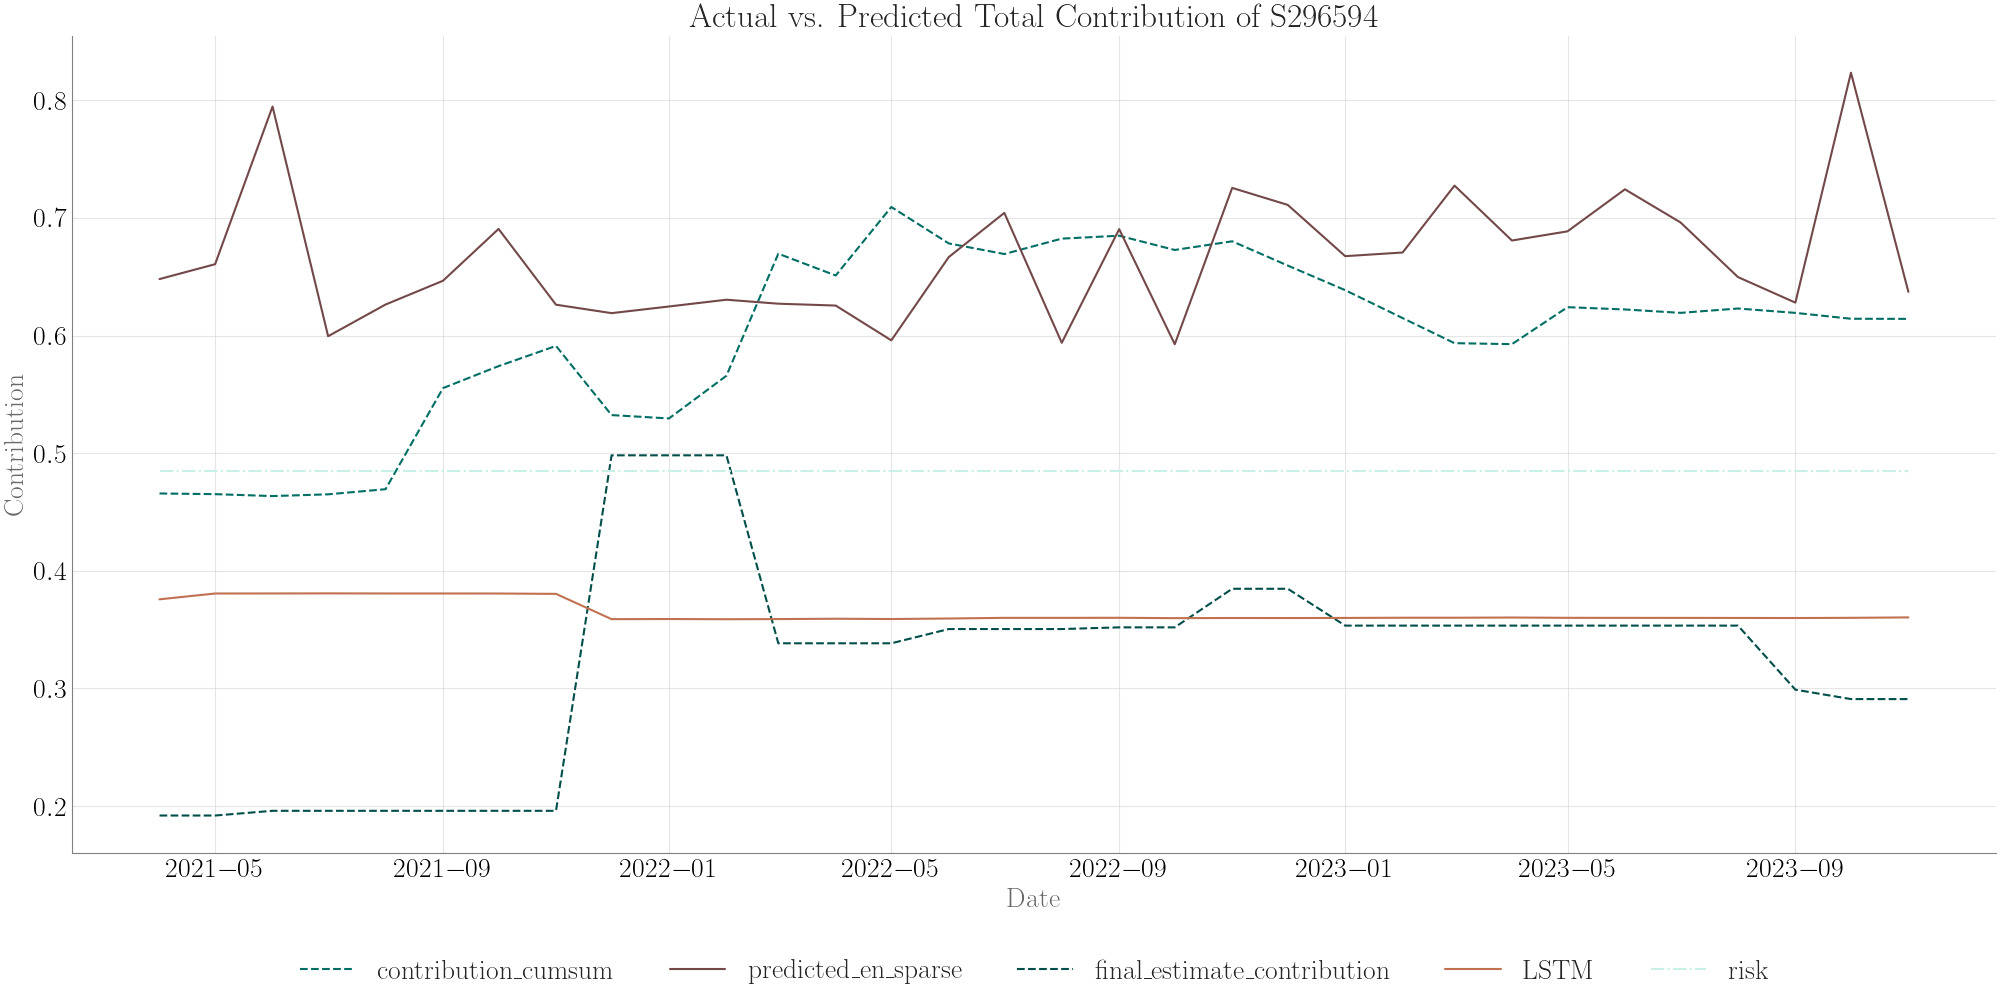 Actual vs. Predicted Total Contribution of S296594
Contribution
0.8
0.7
0.6
0.5
0.4
0.3
0.2
2021−05 2021−09 2022−01 2022−05 2022−09 2023−01 2023−05 2023−09
Date
contribution_cumsum predicted_en_sparse final_estimate_contribution LSTM risk